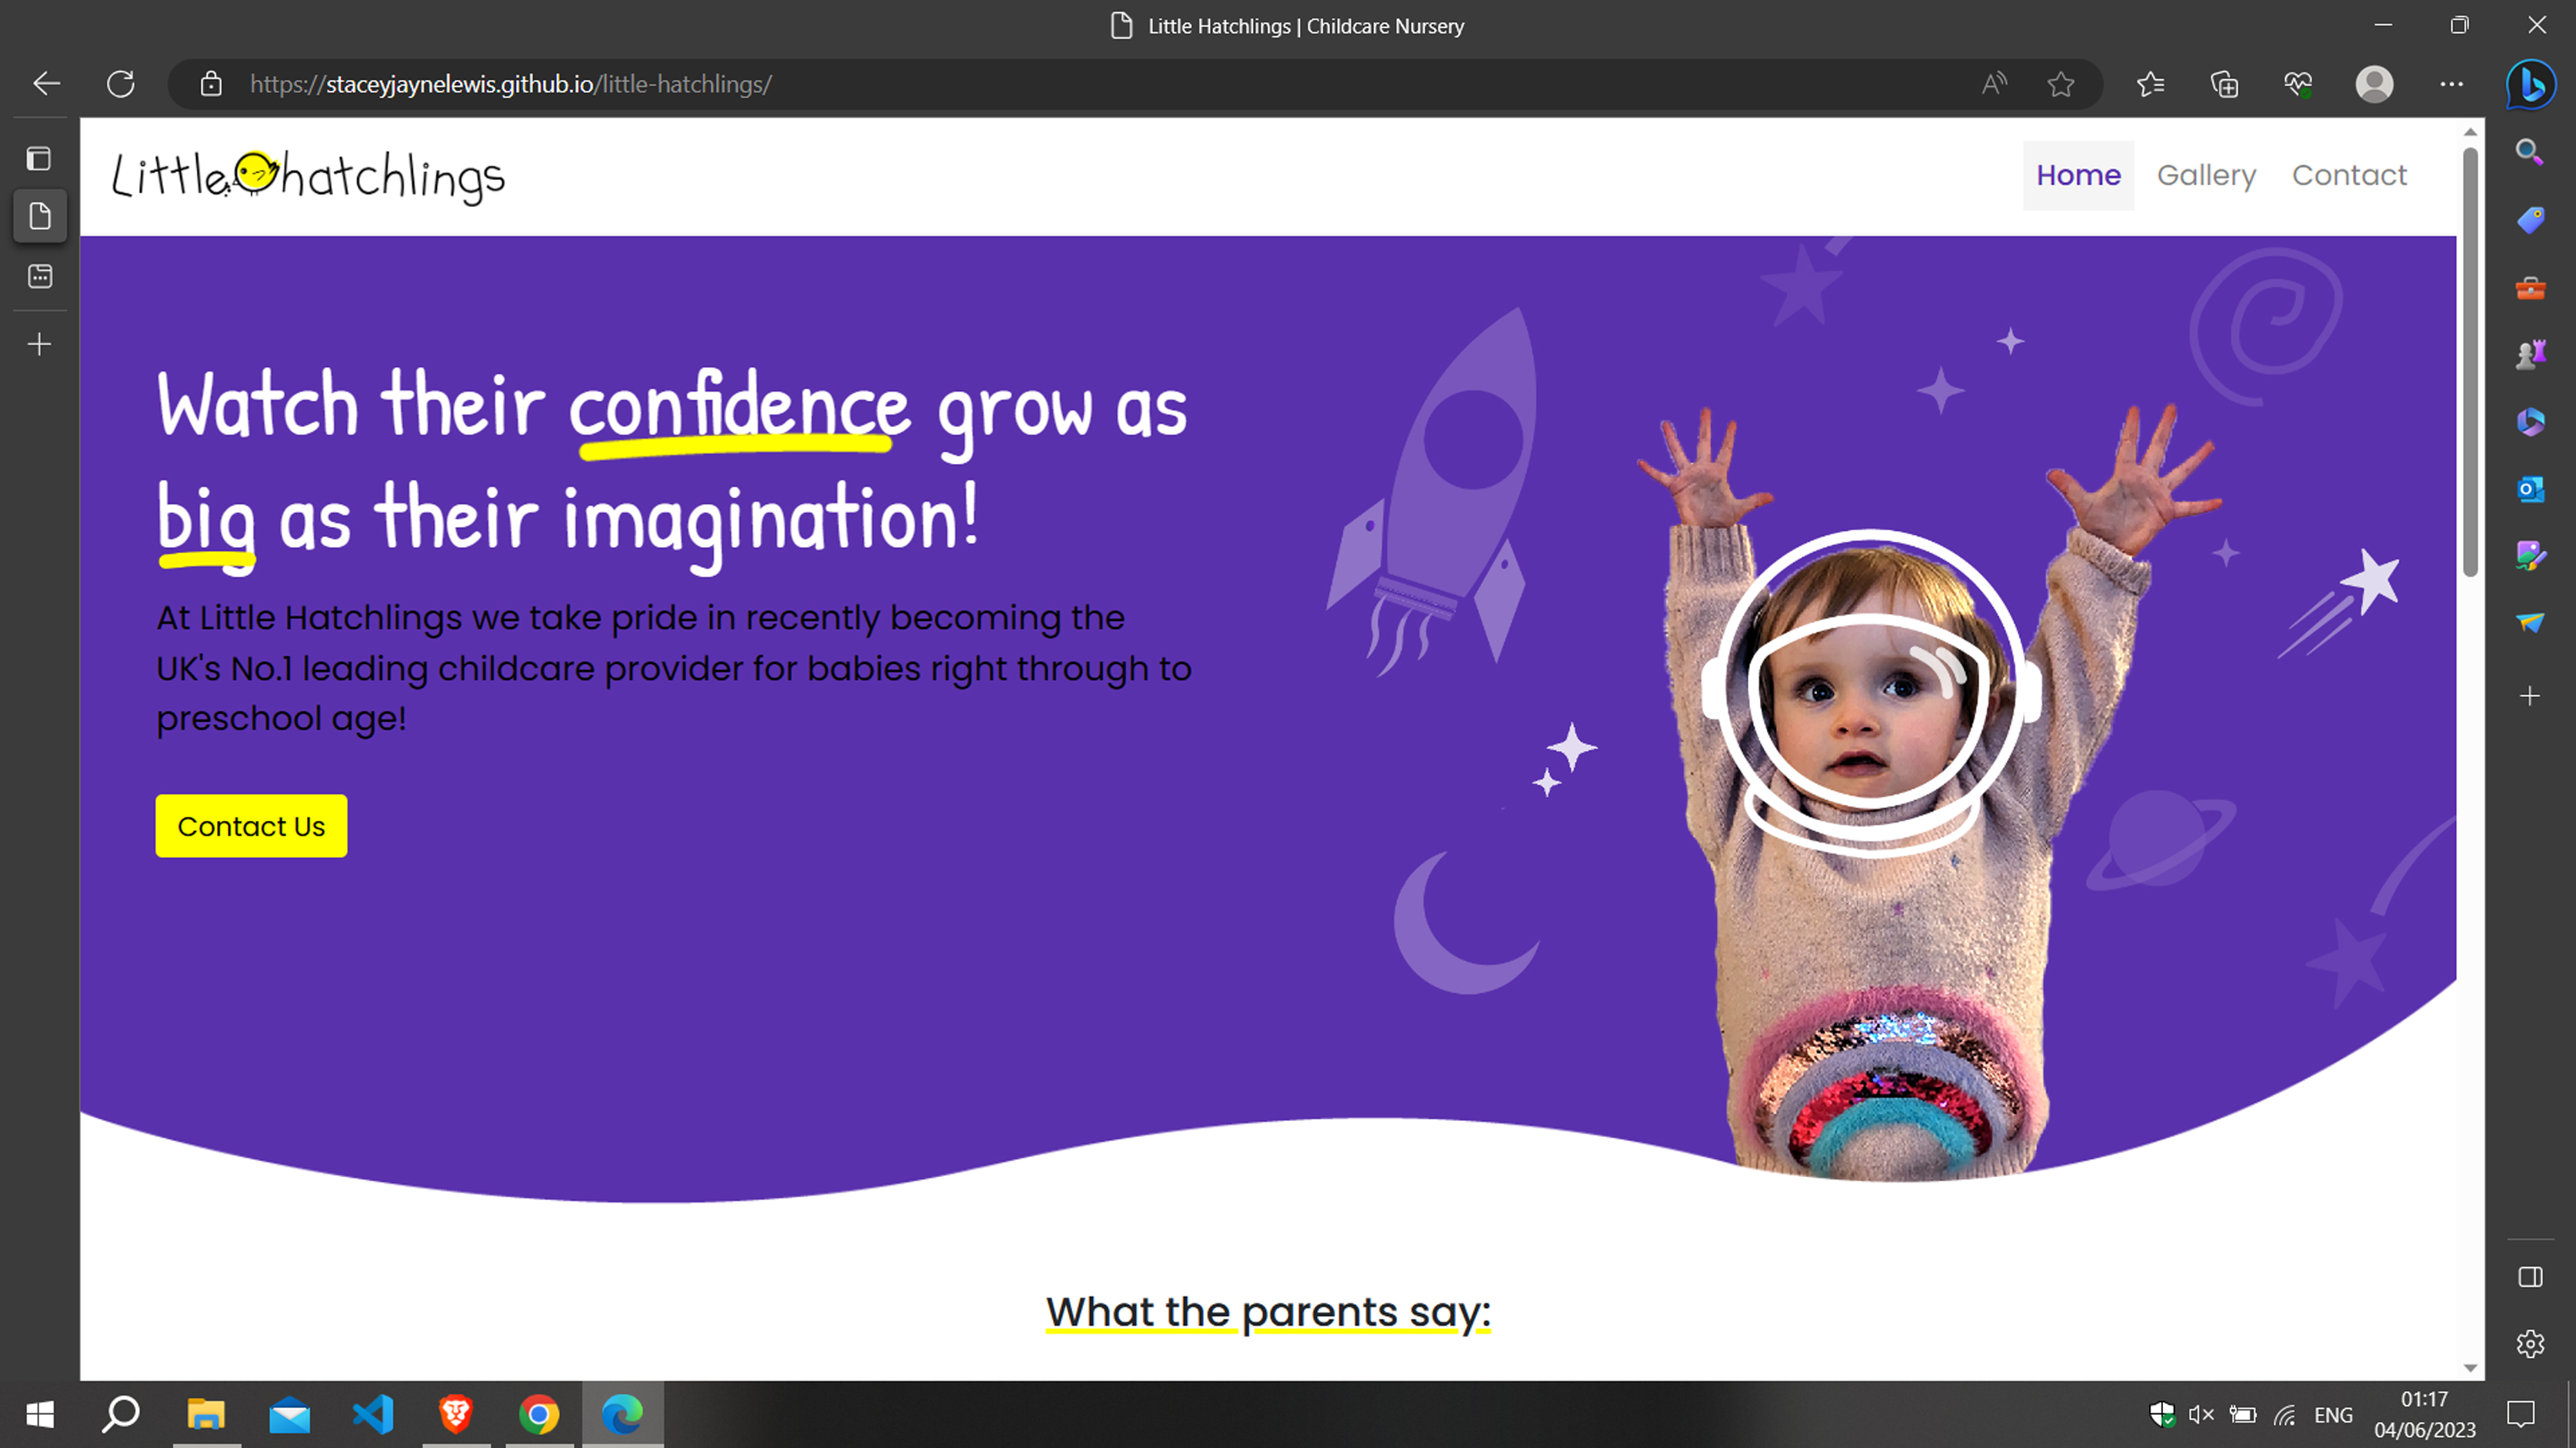 Little Hatchlings | Childcare Nursery
https://staceyjaynelewis.github.io/little-hatchlings/
Little hatchlings
Home Gallery Contact
Watch their confidence grow as
big as their imagination!
At Little Hatchlings we take pride in recently becoming the
UK's No.1 leading childcare provider for babies right through to
preschool age!
Contact Us
What the parents say:
ENG
01:17
04/06/2023